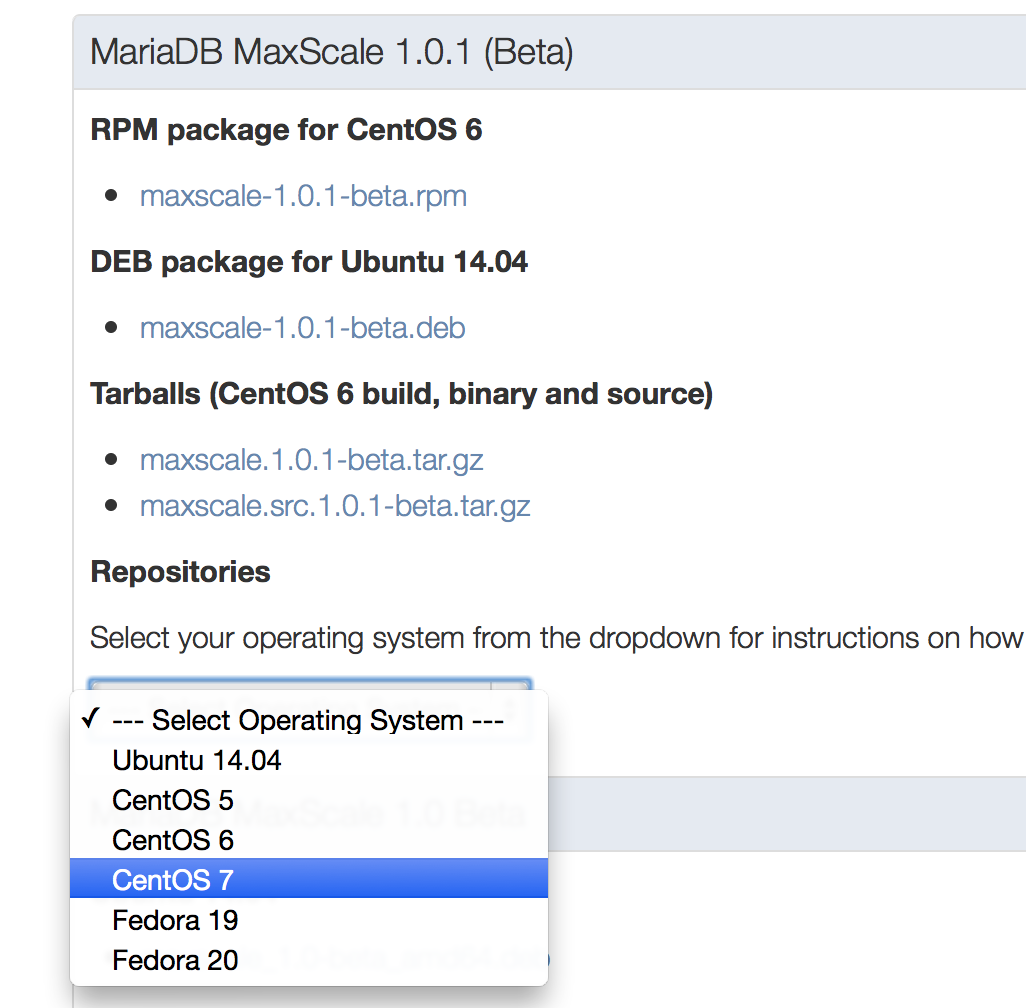 MariaDB MaxScale 1.0.1 (Beta)
RPM package for CentOS 6
maxscale-1.0.1-beta.rpm
DEB package for Ubuntu 14.04
maxscale-1.0.1-beta.deb
Tarballs (CentOS 6 build, binary and source)
maxscale.1.0.1-beta.tar.gz
maxscale.src.1.0.1-beta.tar.gz
Repositories
Select your operating system from the dropdown for instructions on how
✓ --- Select Operating System ---
Ubuntu 14.04
CentOS 5
MaxScale 1.0 Beta
CentOS 6
CentOS 7
Fedora 19
Fedora 20